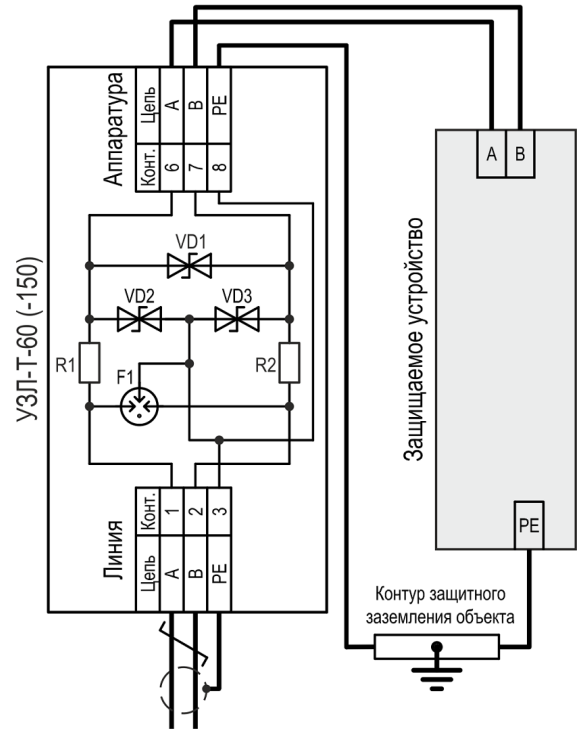 УЗЛ-Т-60 (-150)
Аппаратура
Цепь
A
B
PE
Конт.
6
7
8
VD1
VD2
VD3
R1
F1
R2
Линия
Конт.
1
2
3
Цепь
A
B
PE
Защищаемое устройство
A
B
PE
Контур защитного
заземления объекта